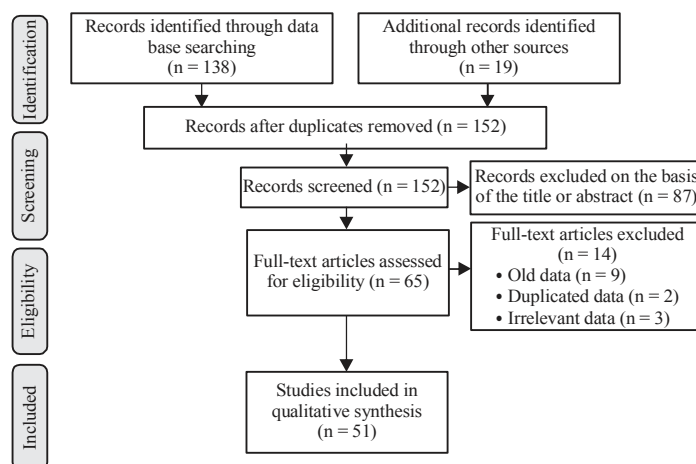 Identification
Records identified through data
base searching
(n = 138)
Additional records identified
through other sources
(n = 19)
Records after duplicates removed (n = 152)
Screening
Records screened (n = 152)
Records excluded on the basis
of the title or abstract (n = 87)
Eligibility
Full-text articles assessed
for eligibility (n = 65)
Full-text articles excluded
(n = 14)
• Old data (n = 9)
• Duplicated data (n = 2)
• Irrelevant data (n = 3)
Included
Studies included in
qualitative synthesis
(n = 51)